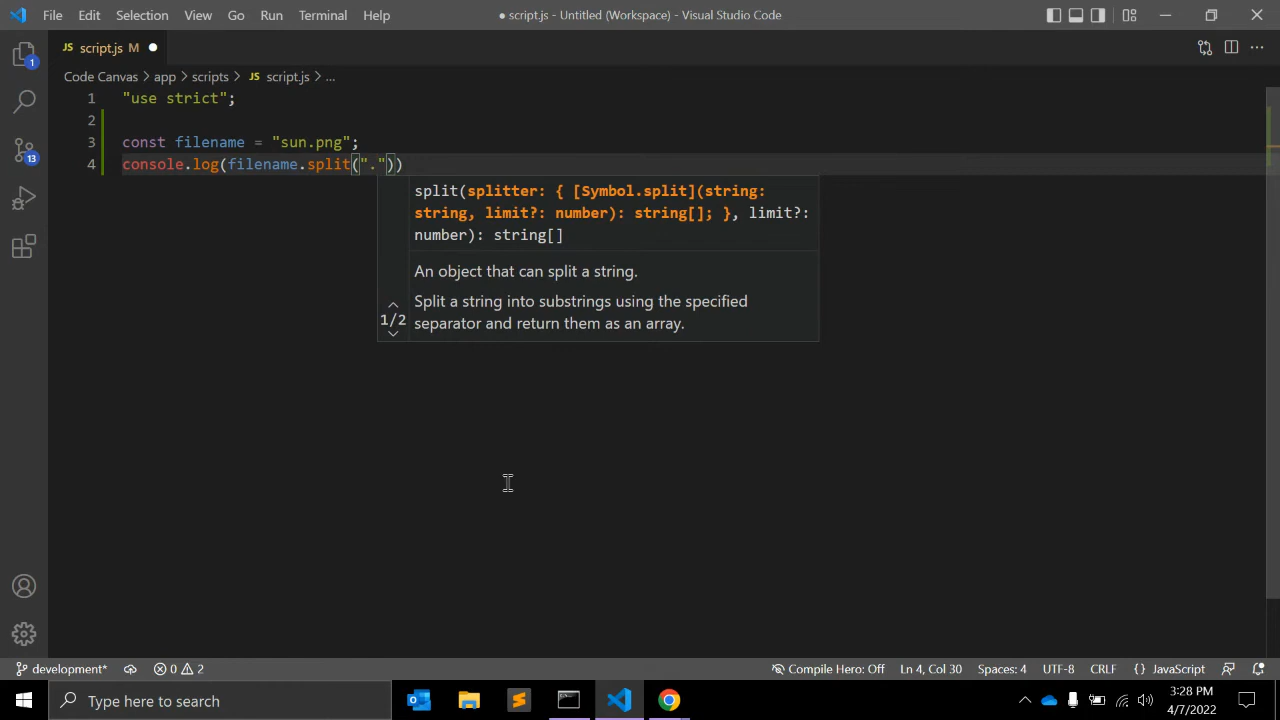 File Edit Selection View Go Run Terminal Help ● script.js - Untitled (Workspace) - Visual Studio Code
JS script.js M ●
1
Code Canvas > app > scripts > JS script.js > ...
1 "use strict";
2
3 const filename = "sun.png";
4 console.log(filename.split("."))
split(splitter: { [Symbol.split](string:
string, limit?: number): string[]; }, limit?:
number): string[]
An object that can split a string.
Split a string into substrings using the specified
separator and return them as an array.
1/2
13
development* 0 2 Compile Hero: Off Ln 4, Col 30 Spaces: 4 UTF-8 CRLF {} JavaScript
Type here to search
3:28 PM
4/7/2022